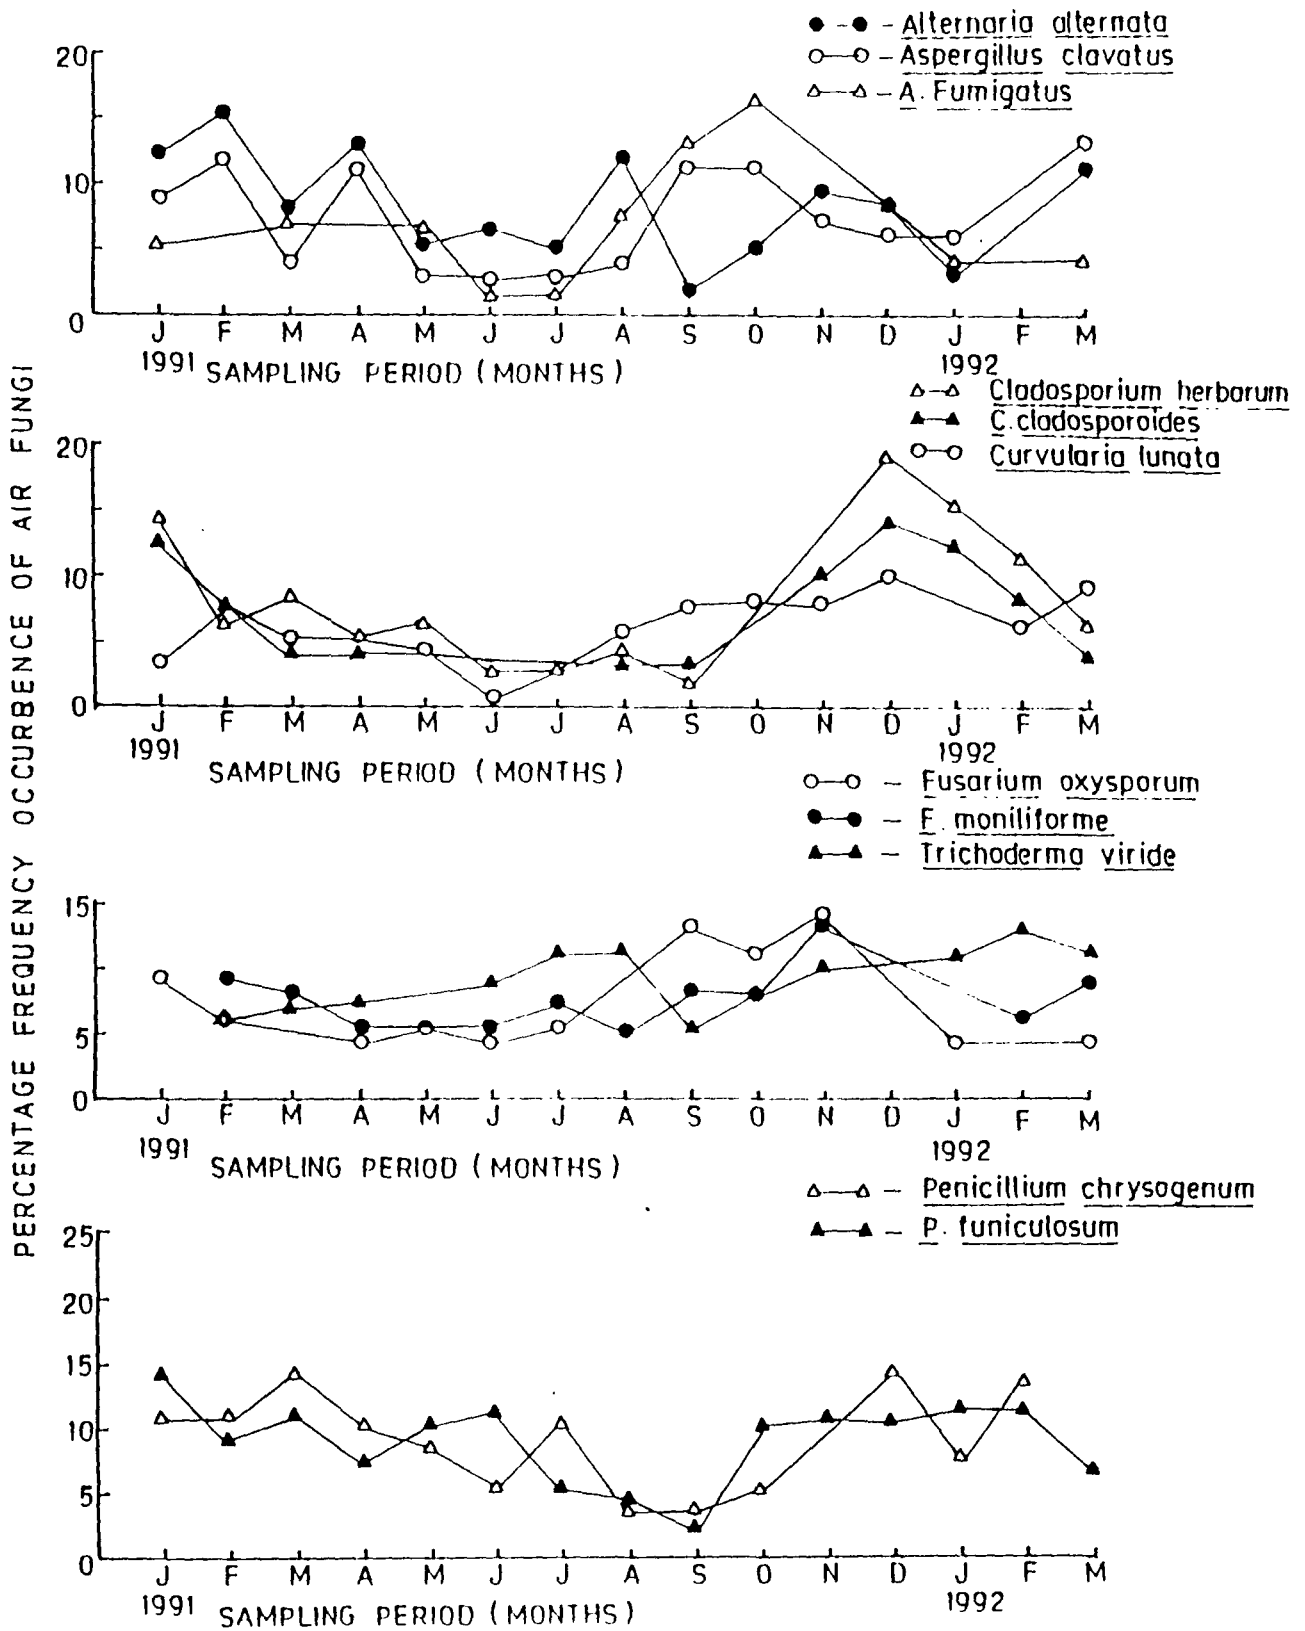 ●-● - Alternaria alternata
○—○ - Aspergillus clavatus
△—△ - A. Fumigatus
20
10
0
J F M A M J J A S O N D J F M
1991 1992
SAMPLING PERIOD (MONTHS)
PERCENTAGE FREQUENCY OCCURBENCE OF AIR FUNGI
△-△ Cladosporium herbarum
▲-▲ C. cladosporoides
○-○ Curvularia lunata
20
10
0
J F M A M J J A S O N D J F M
1991 1992
SAMPLING PERIOD (MONTHS)
○—○ - Fusarium oxysporum
●—● - F. moniliforme
▲—▲ - Trichoderma viride
15
5
0
J F M A M J J A S O N D J F M
1991 1992
SAMPLING PERIOD (MONTHS)
△—△ - Penicillium chrysogenum
▲—▲ - P. funiculosum
25
20
15
10
5
0
J F M A M J J A S O N D J F M
1991 1992
SAMPLING PERIOD (MONTHS)